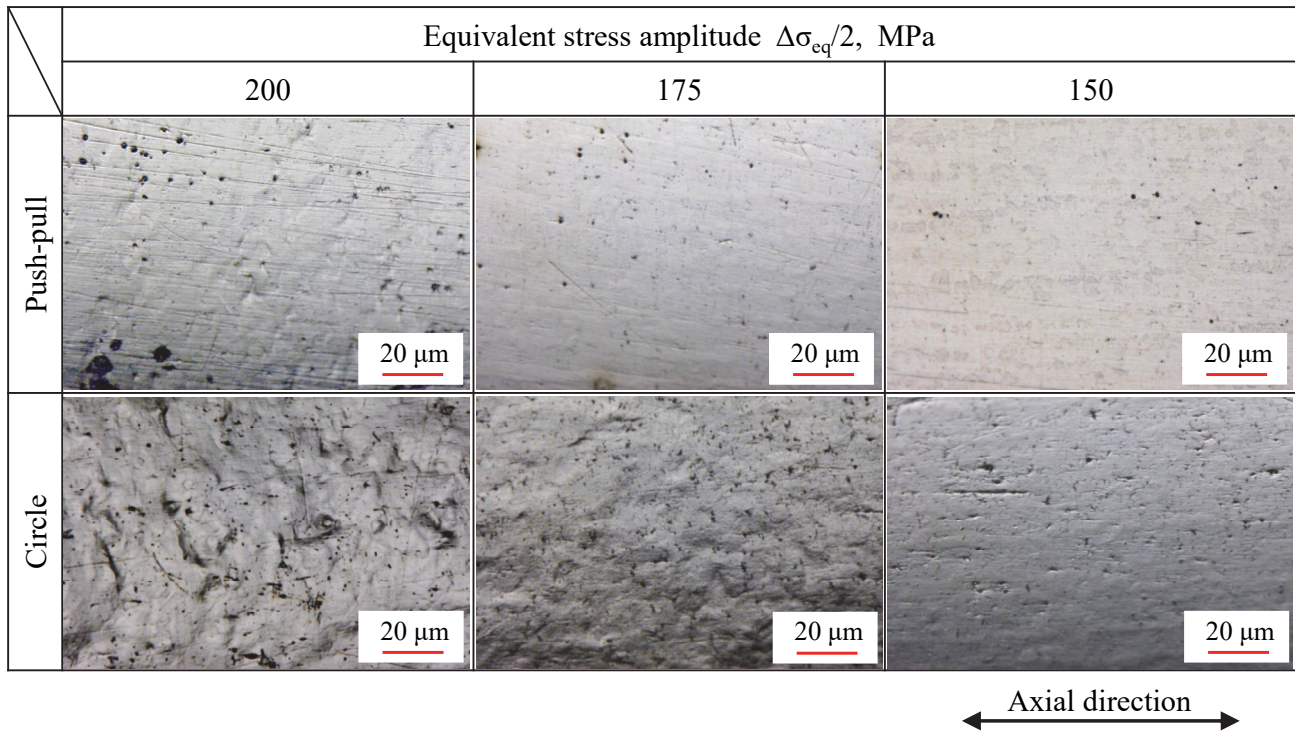 Equivalent stress amplitude Δσeq/2, MPa
200
175
150
Push-pull
20 μm
20 μm
20 μm
Circle
20 μm
20 μm
20 μm
Axial direction